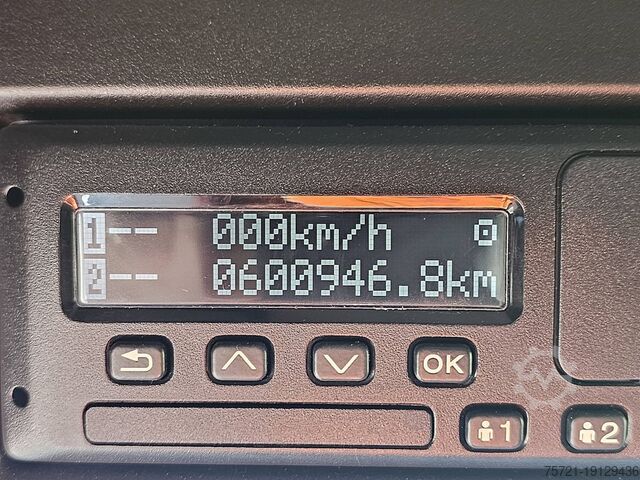 1 -- 000km/h
2 -- 0600946.8km
OK
1
2
75721-19129436